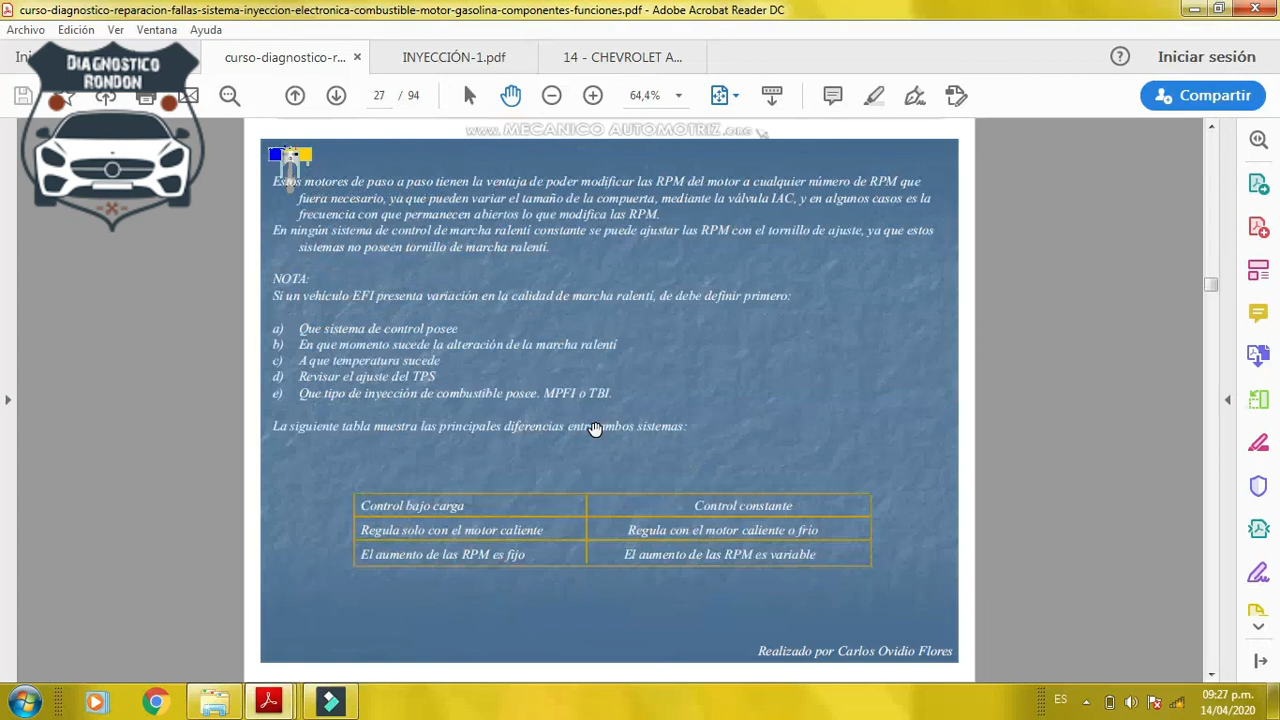 curso-diagnostico-reparacion-fallas-sistema-inyeccion-electronica-combustible-motor-gasolina-componentes-funciones.pdf - Adobe Acrobat Reader DC
Archivo Edición Ver Ventana Ayuda
curso-diagnostico-r... INYECCIÓN-1.pdf 14 - CHEVROLET A... Iniciar sesión
DIAGNOSTICO
RONDON
27 / 94 64,4% Compartir
www.MECANICO AUTOMOTRIZ.org
Estos motores de paso a paso tienen la ventaja de poder modificar las RPM del motor a cualquier número de RPM que
fuera necesario, ya que pueden variar el tamaño de la compuerta, mediante la válvula IAC, y en algunos casos es la
frecuencia con que permanecen abiertos lo que modifica las RPM.
En ningún sistema de control de marcha ralentí constante se puede ajustar las RPM con el tornillo de ajuste, ya que estos
sistemas no poseen tornillo de marcha ralentí.
NOTA:
Si un vehículo EFI presenta variación en la calidad de marcha ralentí, de debe definir primero:
a) Que sistema de control posee
b) En que momento sucede la alteración de la marcha ralentí
c) A que temperatura sucede
d) Revisar el ajuste del TPS
e) Que tipo de inyección de combustible posee. MPFI o TBI.
La siguiente tabla muestra las principales diferencias entre ambos sistemas:
Control bajo carga Control constante
Regula solo con el motor caliente Regula con el motor caliente o frío
El aumento de las RPM es fijo El aumento de las RPM es variable
Realizado por Carlos Ovidio Flores
ES 09:27 p.m.
14/04/2020